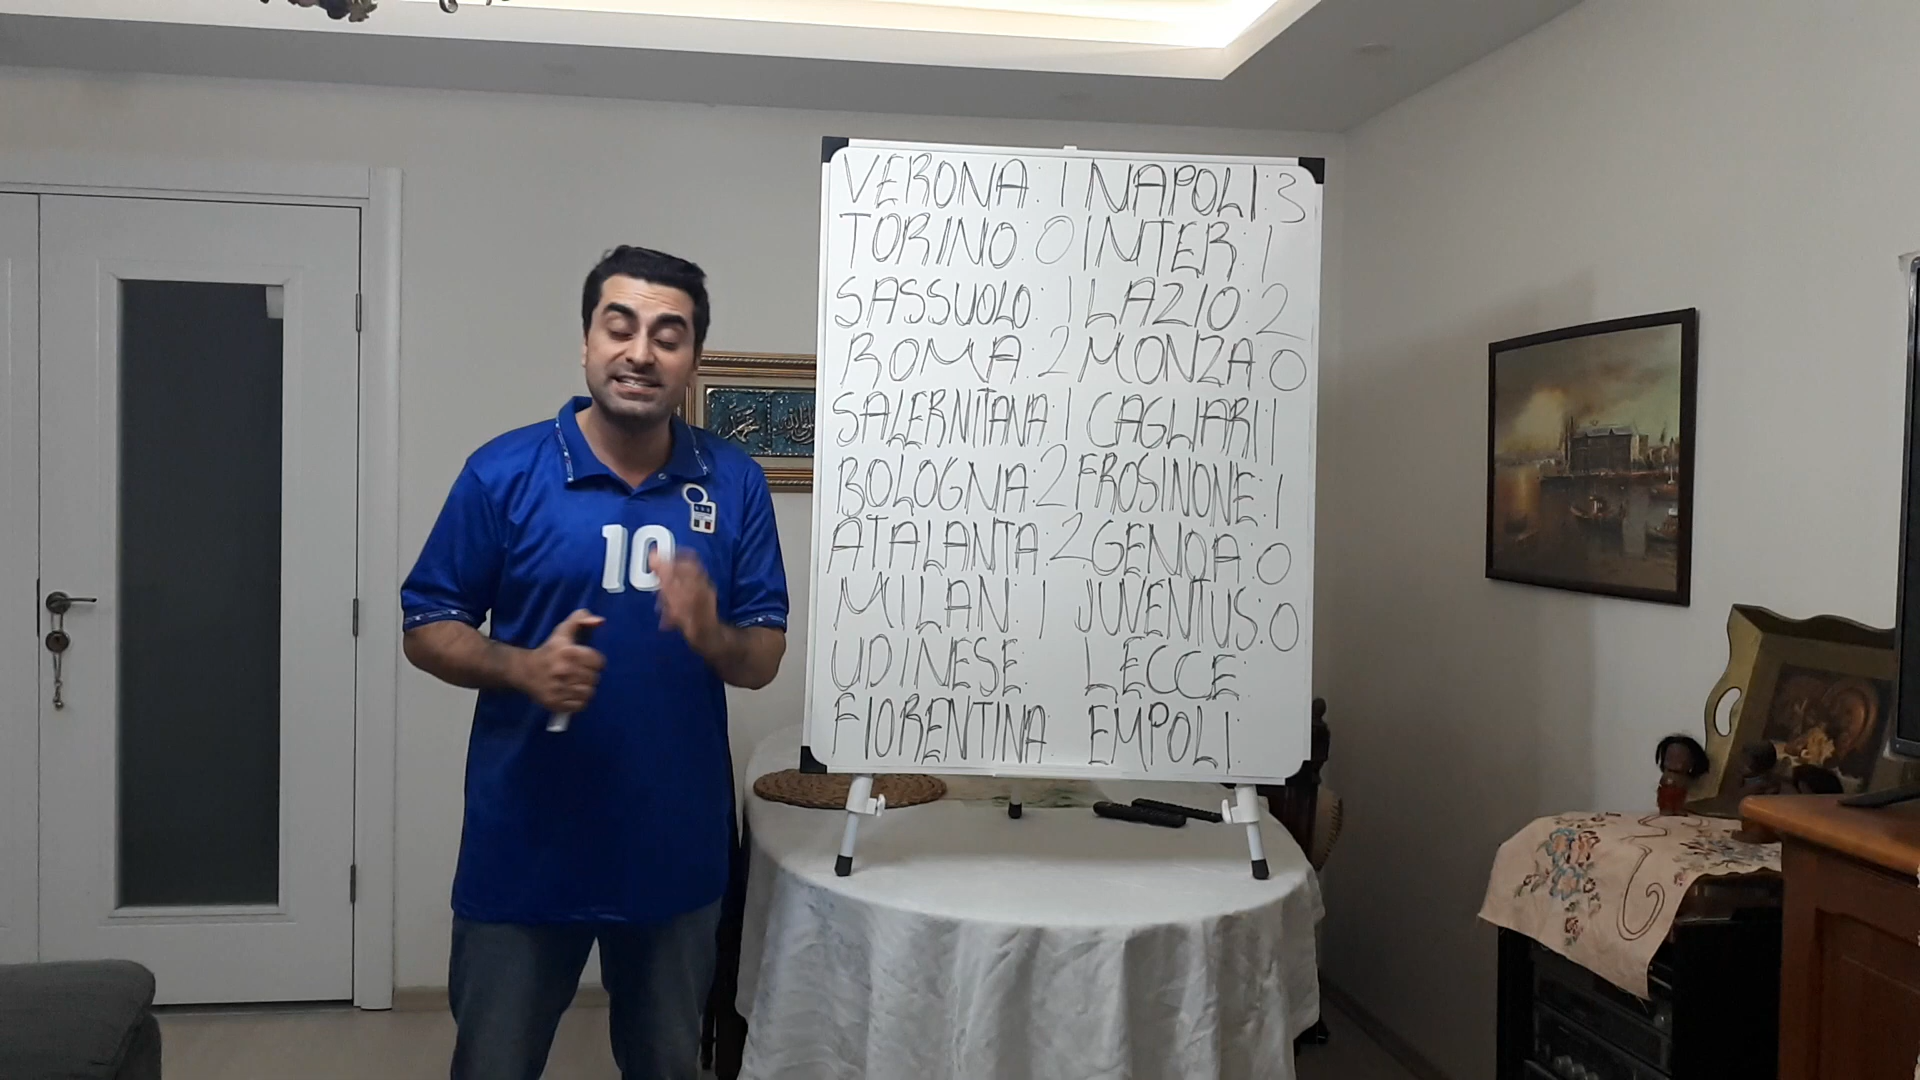 VERONA: 1 NAPOLI: 3
TORINO: 0 INTER: 1
SASSUOLO: 1 LAZIO: 2
ROMA: 2 MONZA: 0
SALERNITANA: 1 CAGLIARI: 1
BOLOGNA: 2 FROSINONE: 1
ATALANTA: 2 GENOA: 0
MILAN: 1 JUVENTUS: 0
UDINESE: LECCE:
FIORENTINA: EMPOLI:
10